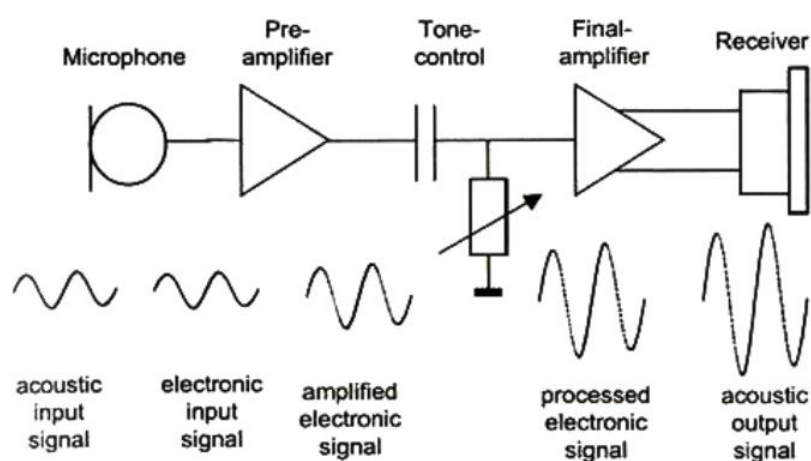 Microphone
Pre-
amplifier
Tone-
control
Final-
amplifier
Receiver
acoustic
input
signal
electronic
input
signal
amplified
electronic
signal
processed
electronic
signal
acoustic
output
signal